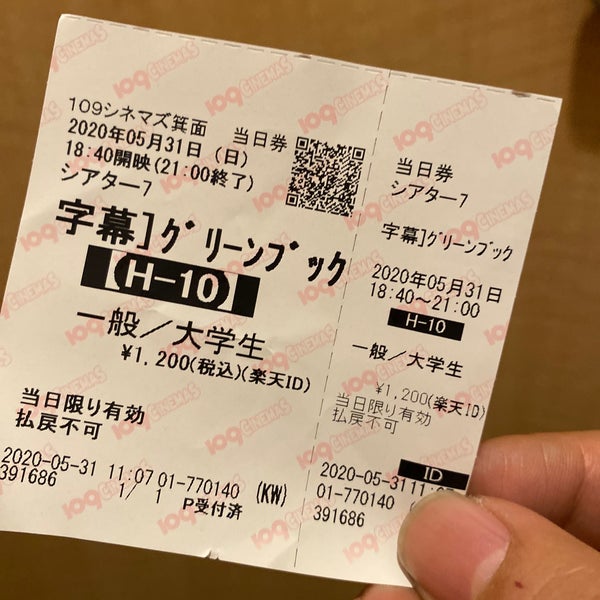 109シネマズ箕面 当日券
2020年05月31日 (日)
18:40開映(21:00終了)
シアター7
字幕]グリーンブック
【H-10】
一般/大学生
¥1,200(税込)(楽天ID)
当日限り有効
払戻不可
2020-05-31 11:07 01-770140 (KW)
391686 1/ 1 P受付済
当日券
シアター7
字幕]グリーンブック
2020年05月31日
18:40~21:00
H-10
一般/大学生
¥1,200(楽天ID)
当日限り有効
払戻不可
ID
2020-05-31
01-770140
391686
109 CINEMAS